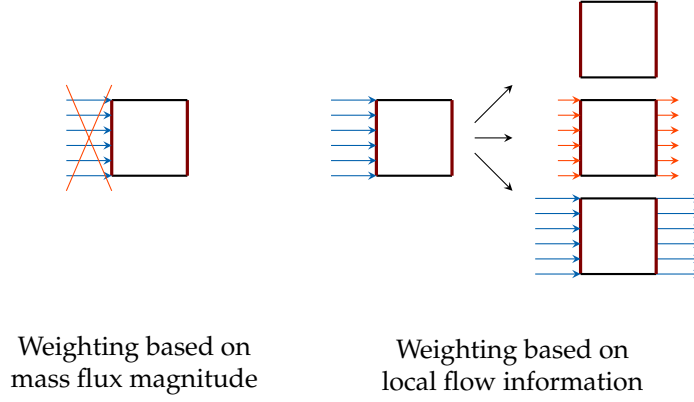 Weighting based on
mass flux magnitude
Weighting based on
local flow information